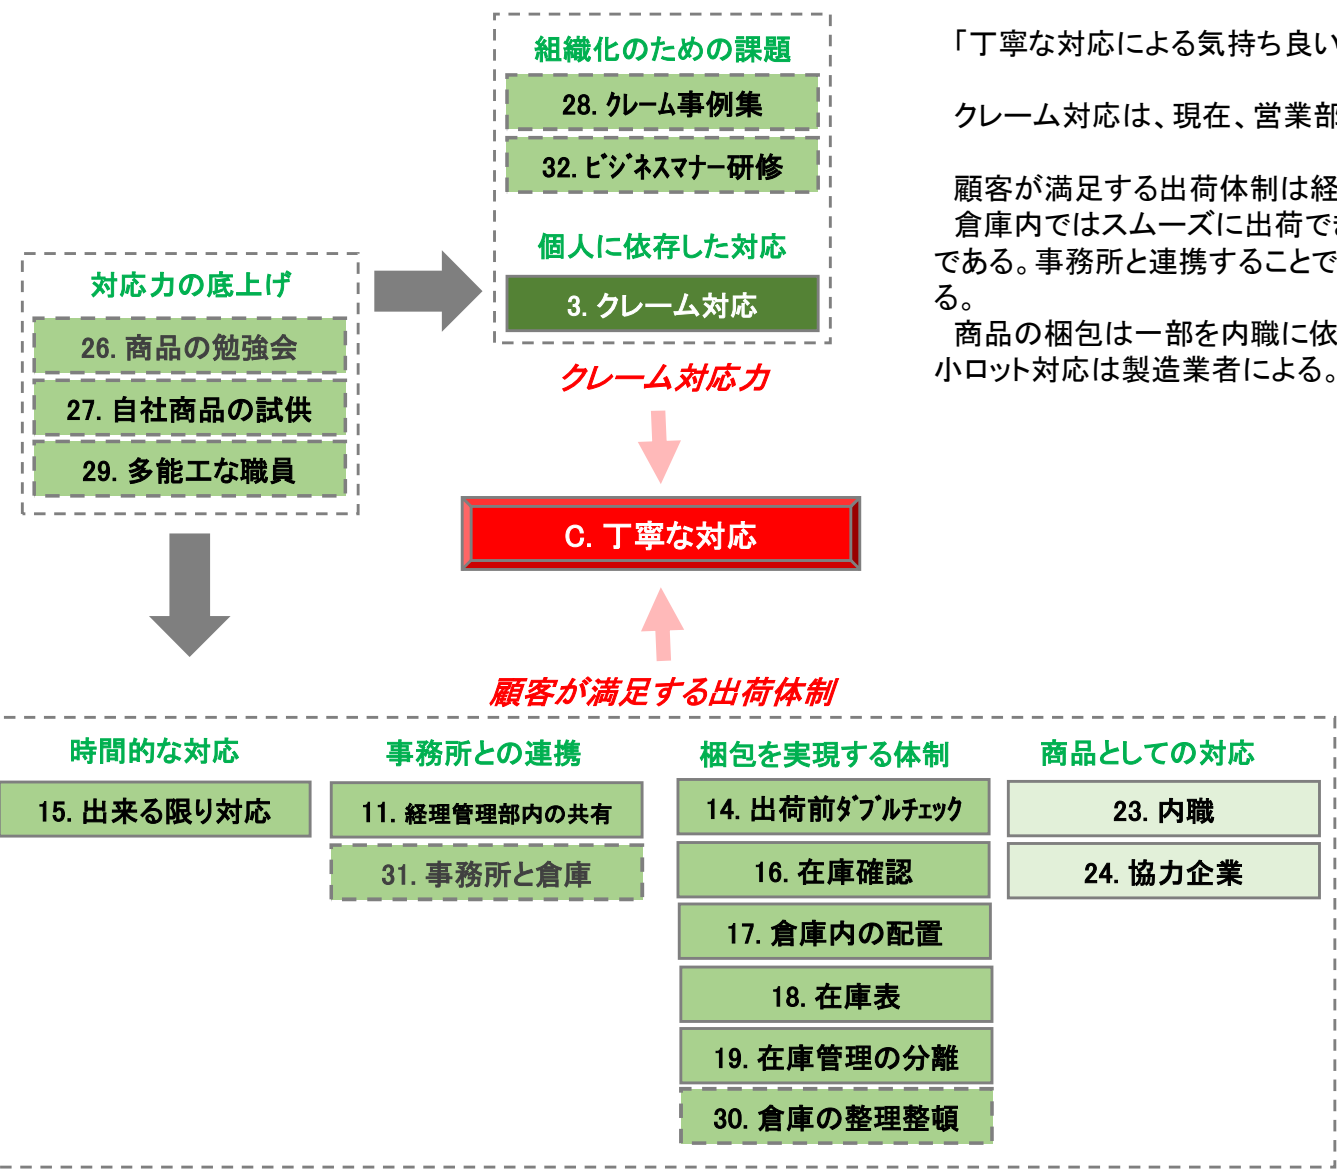 組織化のための課題
28. クレーム事例集
32. ビジネスマナー研修
個人に依存した対応
3. クレーム対応
クレーム対応力
対応力の底上げ
26. 商品の勉強会
27. 自社商品の試供
29. 多能工な職員
「丁寧な対応による気持ち良い
クレーム対応は、現在、営業部
顧客が満足する出荷体制は経
倉庫内ではスムーズに出荷でき
である。事務所と連携することで
る。
商品の梱包は一部を内職に依
小ロット対応は製造業者による。
C. 丁寧な対応
顧客が満足する出荷体制
時間的な対応
15. 出来る限り対応
事務所との連携
11. 経理管理部内の共有
31. 事務所と倉庫
梱包を実現する体制
14. 出荷前ダブルチェック
16. 在庫確認
17. 倉庫内の配置
18. 在庫表
19. 在庫管理の分離
30. 倉庫の整理整頓
商品としての対応
23. 内職
24. 協力企業